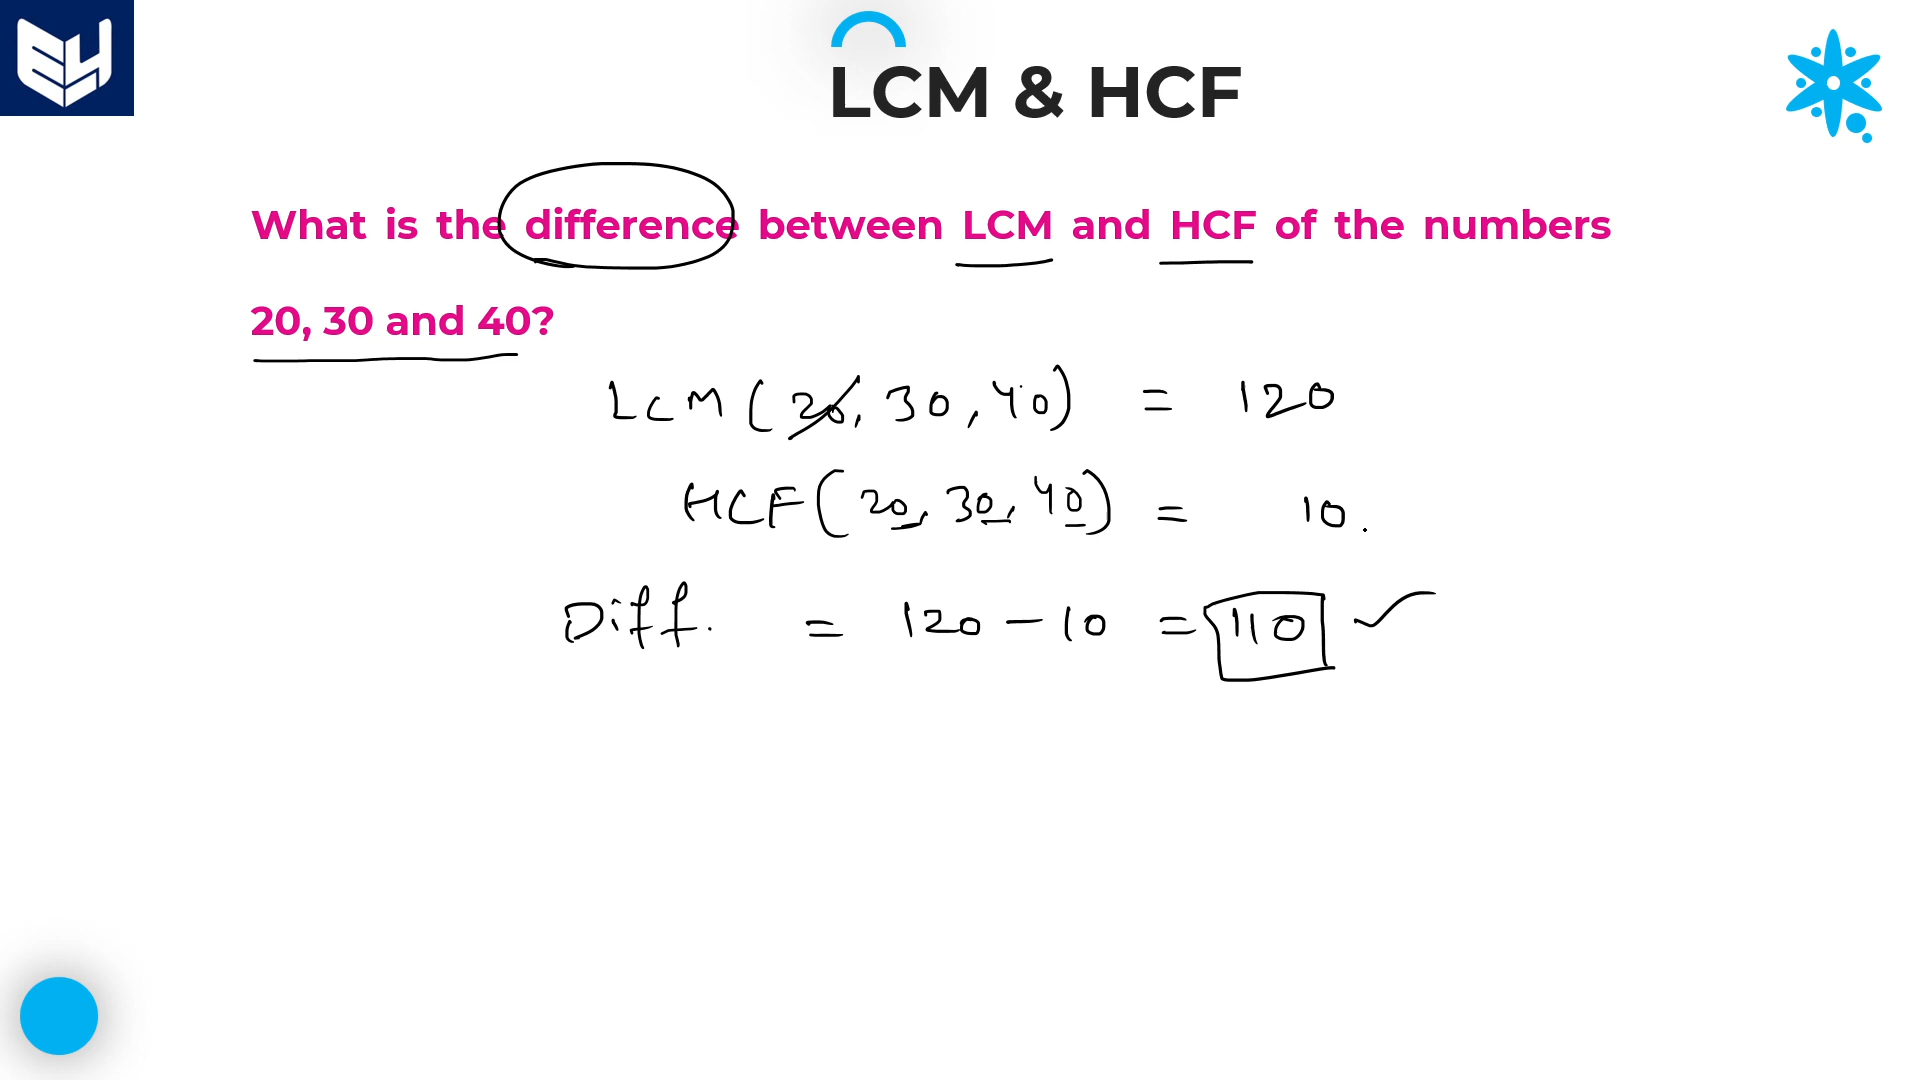 LCM & HCF
What is the difference between LCM and HCF of the numbers
20, 30 and 40?
LCM (20, 30, 40) = 120
HCF (20, 30, 40) = 10.
Diff. = 120 - 10 = 110 ✓